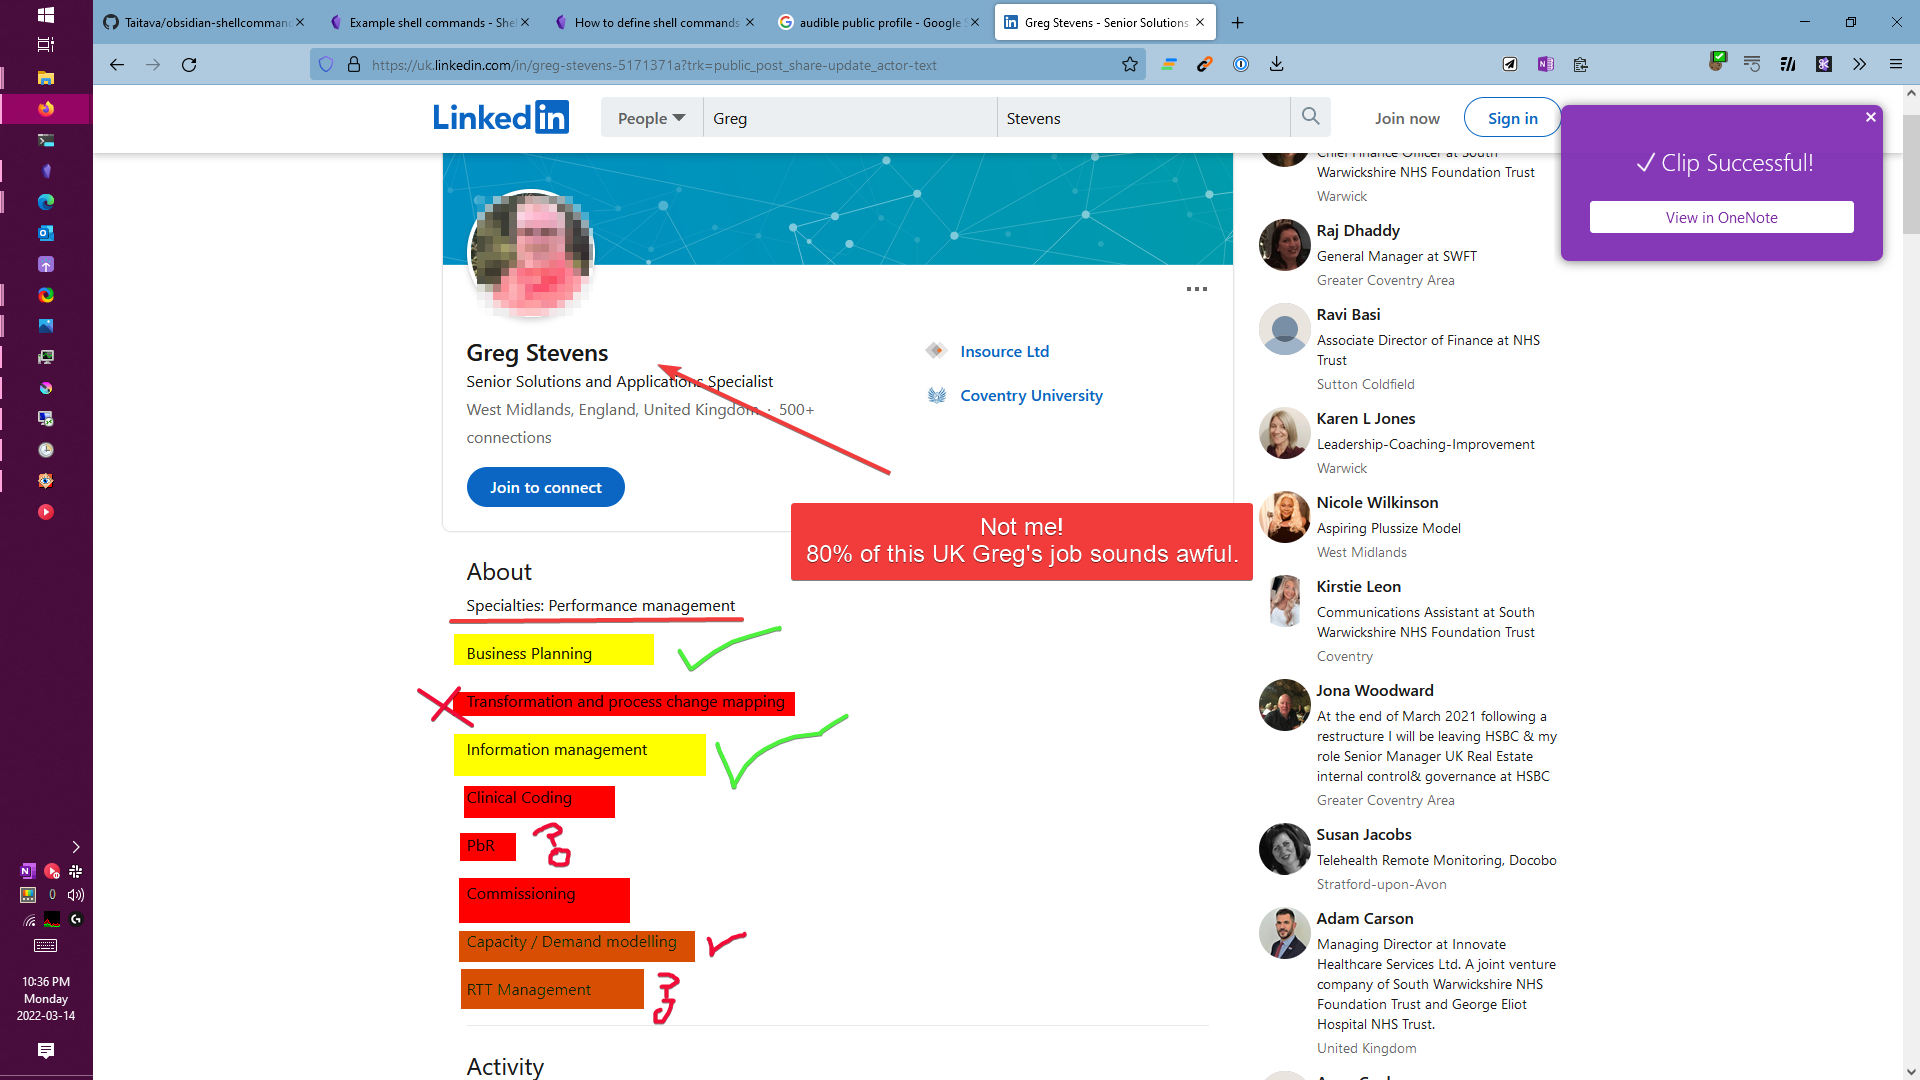 Taitava/obsidian-shellcomman
Example shell commands - She
How to define shell commands
audible public profile - Google S
Greg Stevens - Senior Solutions
https://uk.linkedin.com/in/greg-stevens-5171371a?trk=public_post_share-update_actor-text
Linked in
People
Greg
Stevens
Join now
Sign in
Clip Successful!
View in OneNote
Greg Stevens
Senior Solutions and Applications Specialist
West Midlands, England, United Kingdom · 500+
connections
Join to connect
Insource Ltd
Coventry University
Not me!
80% of this UK Greg's job sounds awful.
About
Specialties: Performance management
Business Planning
Transformation and process change mapping
Information management
Clinical Coding
PbR
Commissioning
Capacity / Demand modelling
RTT Management
Activity
Chief Finance Officer at South
Warwickshire NHS Foundation Trust
Warwick
Raj Dhaddy
General Manager at SWFT
Greater Coventry Area
Ravi Basi
Associate Director of Finance at NHS
Trust
Sutton Coldfield
Karen L Jones
Leadership-Coaching-Improvement
Warwick
Nicole Wilkinson
Aspiring Plussize Model
West Midlands
Kirstie Leon
Communications Assistant at South
Warwickshire NHS Foundation Trust
Coventry
Jona Woodward
At the end of March 2021 following a
restructure I will be leaving HSBC & my
role Senior Manager UK Real Estate
internal control& governance at HSBC
Greater Coventry Area
Susan Jacobs
Telehealth Remote Monitoring, Docobo
Stratford-upon-Avon
Adam Carson
Managing Director at Innovate
Healthcare Services Ltd. A joint venture
company of South Warwickshire NHS
Foundation Trust and George Eliot
Hospital NHS Trust.
United Kingdom
0
10:36 PM
Monday
2022-03-14